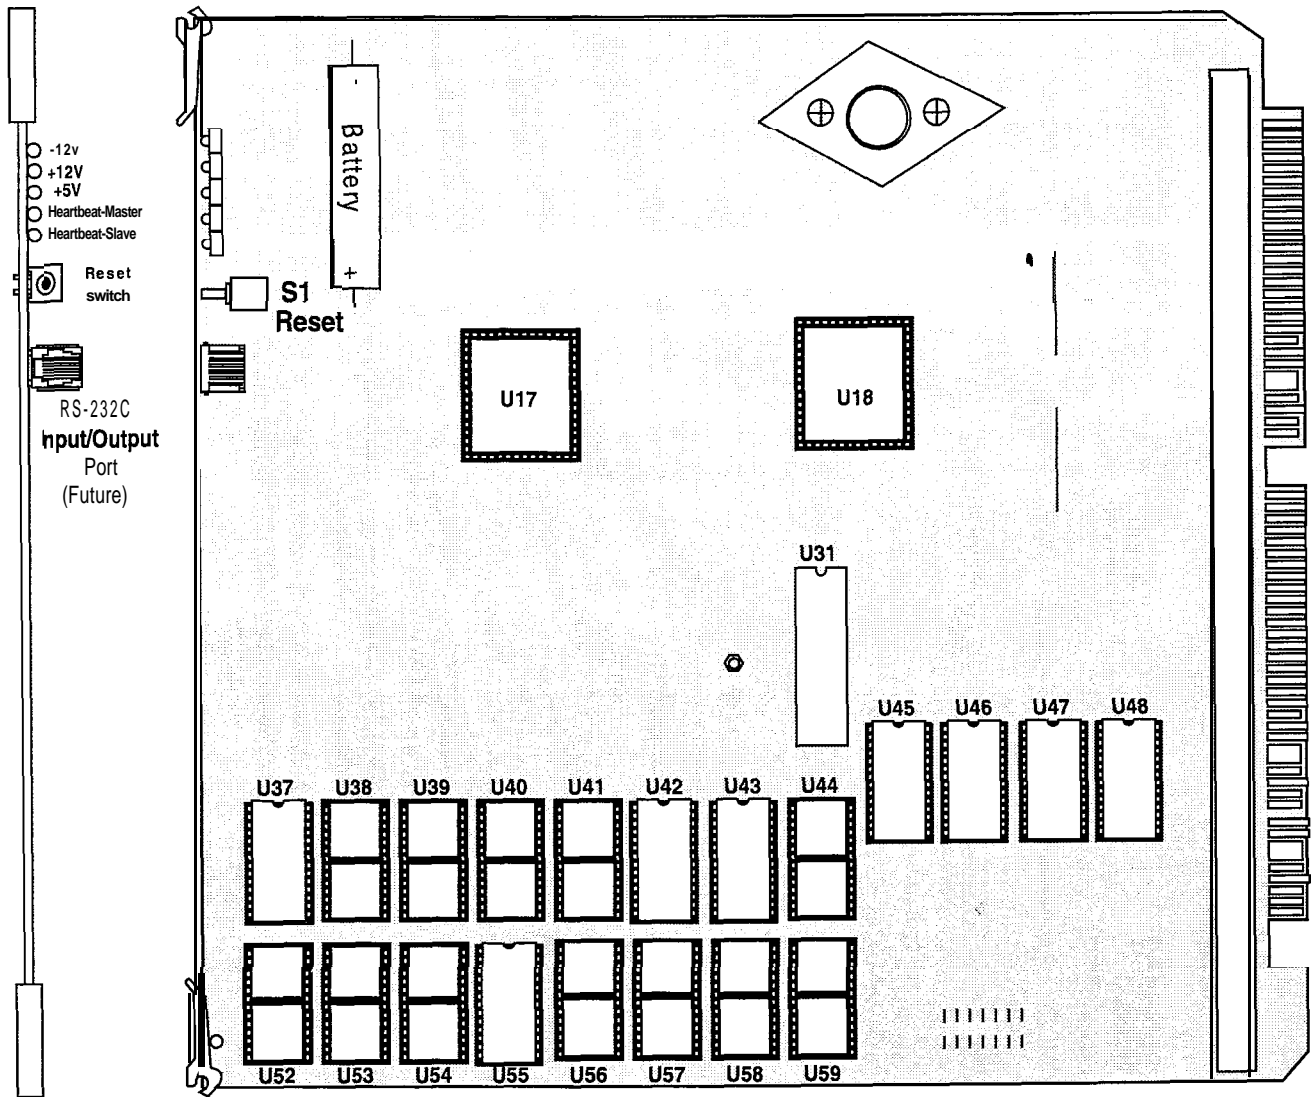 -12v
+12V
+5V
Heartbeat-Master
Heartbeat-Slave
Reset
switch
RS-232C
Input/Output
Port
(Future)
- Battery +
S1
Reset
U17
U18
U31
U45 U46 U47 U48
U37 U38 U39 U40 U41 U42 U43 U44
U52 U53 U54 U55 U56 U57 U58 U59